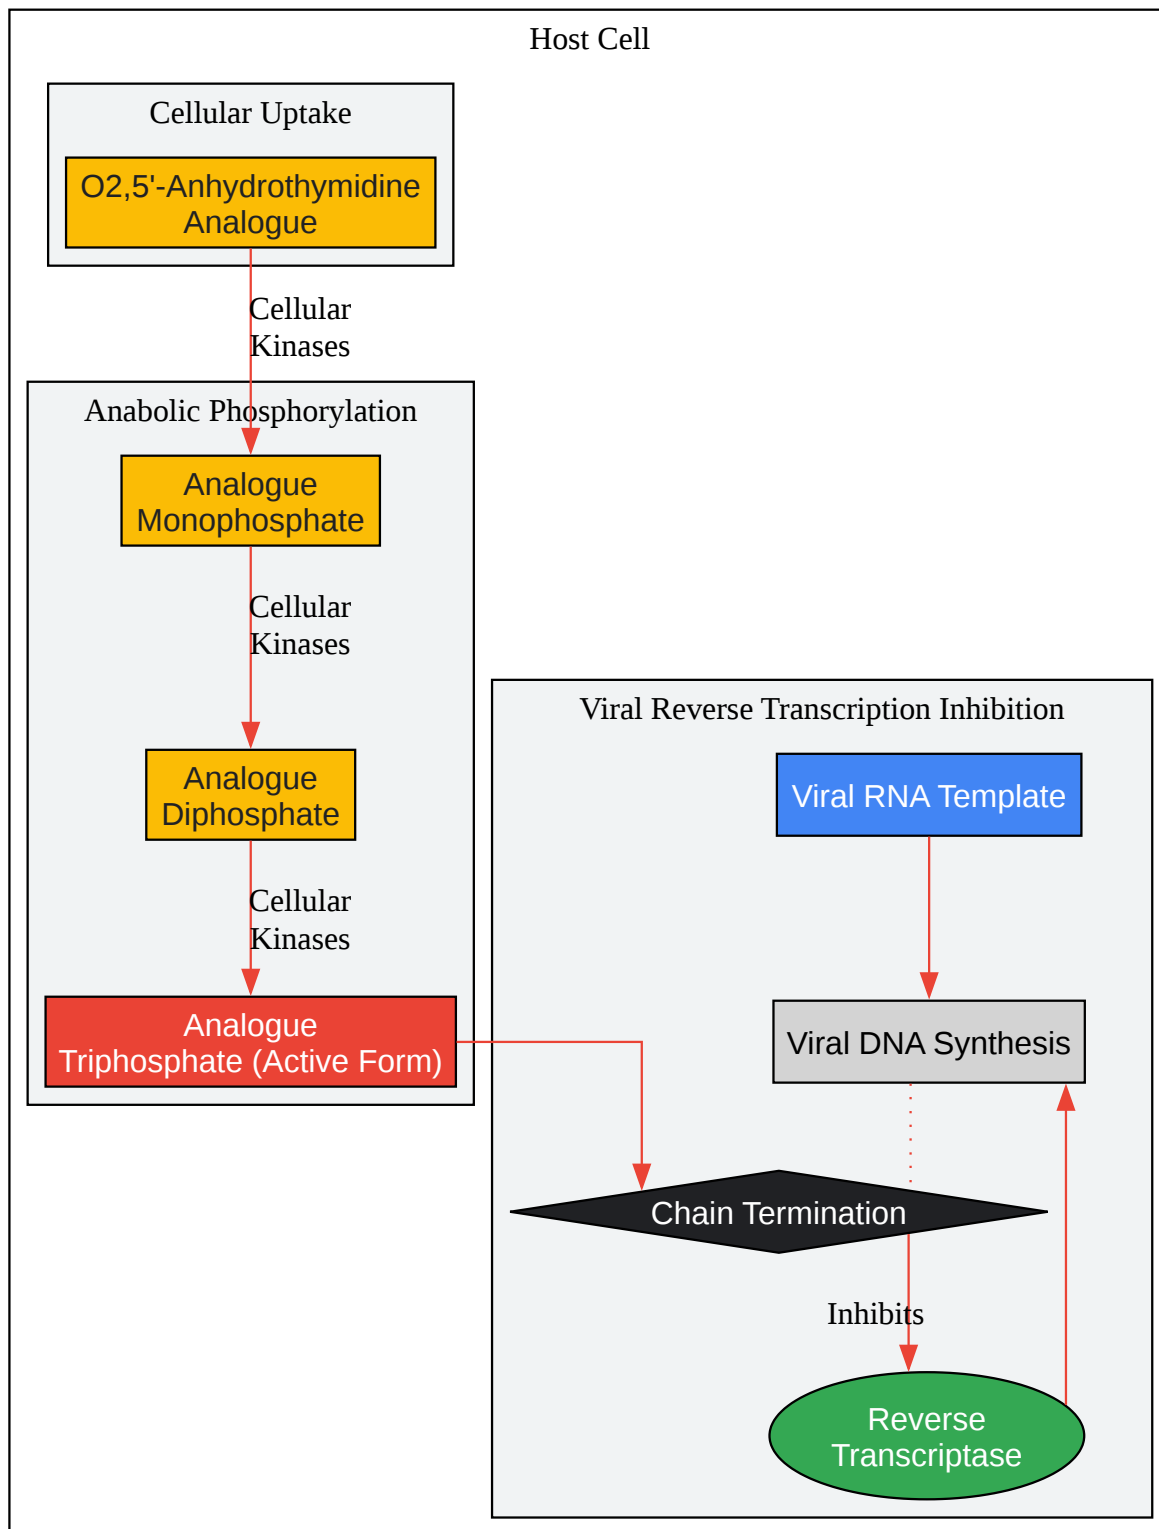 Host Cell
Cellular Uptake
O2,5'-Anhydrothymidine
Analogue
Cellular
Kinases
Anabolic Phosphorylation
Analogue
Monophosphate
Cellular
Kinases
Analogue
Diphosphate
Cellular
Kinases
Analogue
Triphosphate (Active Form)
Viral Reverse Transcription Inhibition
Viral RNA Template
Viral DNA Synthesis
Chain Termination
Inhibits
Reverse
Transcriptase